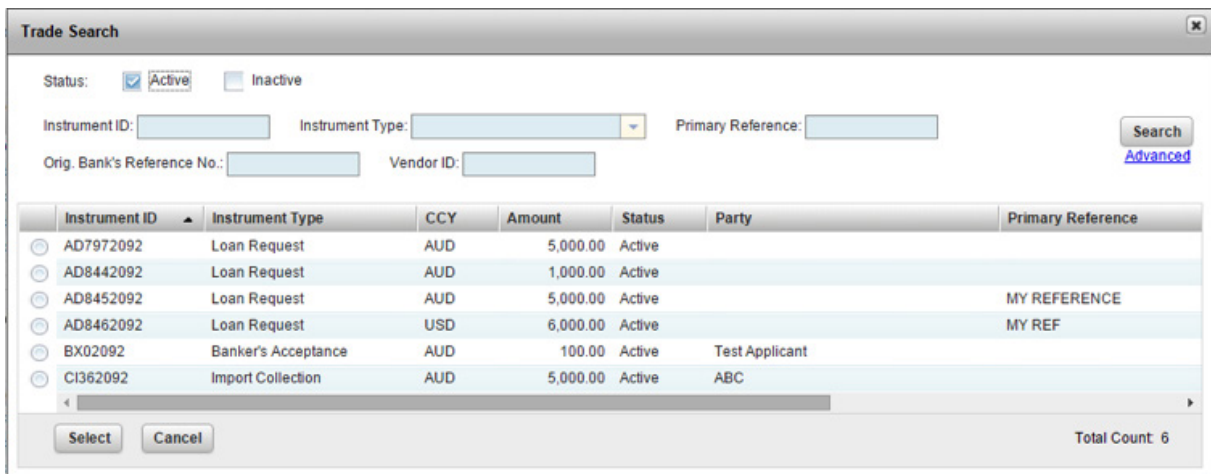 Trade Search
Status: Active Inactive
Instrument ID: Instrument Type: Primary Reference: Search
Orig. Bank's Reference No.: Vendor ID: Advanced
Instrument ID Instrument Type CCY Amount Status Party Primary Reference
AD7972092 Loan Request AUD 5,000.00 Active
AD8442092 Loan Request AUD 1,000.00 Active
AD8452092 Loan Request AUD 5,000.00 Active MY REFERENCE
AD8462092 Loan Request USD 6,000.00 Active MY REF
BX02092 Banker's Acceptance AUD 100.00 Active Test Applicant
CI362092 Import Collection AUD 5,000.00 Active ABC
Select Cancel Total Count: 6